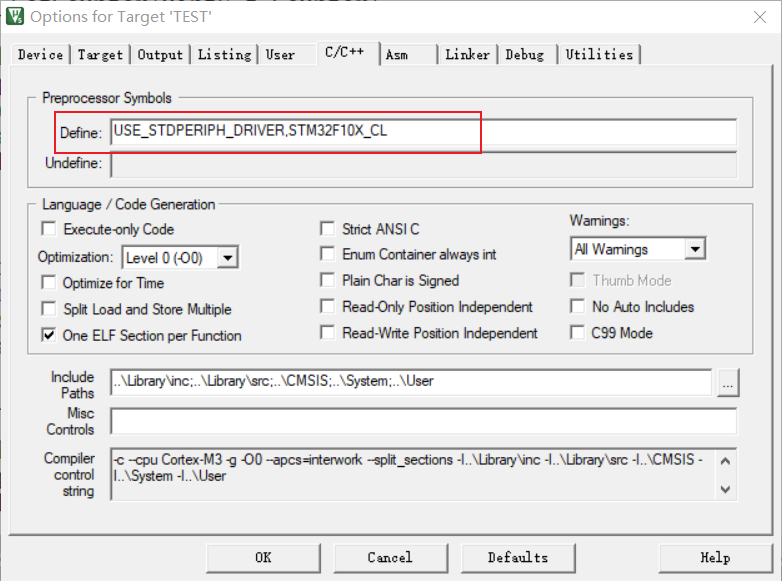 Options for Target 'TEST'
Device Target Output Listing User C/C++ Asm Linker Debug Utilities
Preprocessor Symbols
Define: USE_STDPERIPH_DRIVER,STM32F10X_CL
Undefine:
Language / Code Generation
Execute-only Code
Strict ANSI C
Warnings:
Optimization: Level 0 (-O0)
Enum Container always int
All Warnings
Optimize for Time
Plain Char is Signed
Thumb Mode
Split Load and Store Multiple
Read-Only Position Independent
No Auto Includes
One ELF Section per Function
Read-Write Position Independent
C99 Mode
Include Paths
..\Library\inc;..\Library\src;..\CMSIS;..\System;..\User
...
Misc Controls
Compiler control string
-c --cpu Cortex-M3 -g -O0 --apcs=interwork --split_sections -I..\Library\inc -I..\Library\src -I..\CMSIS -
I..\System -I..\User
OK Cancel Defaults Help